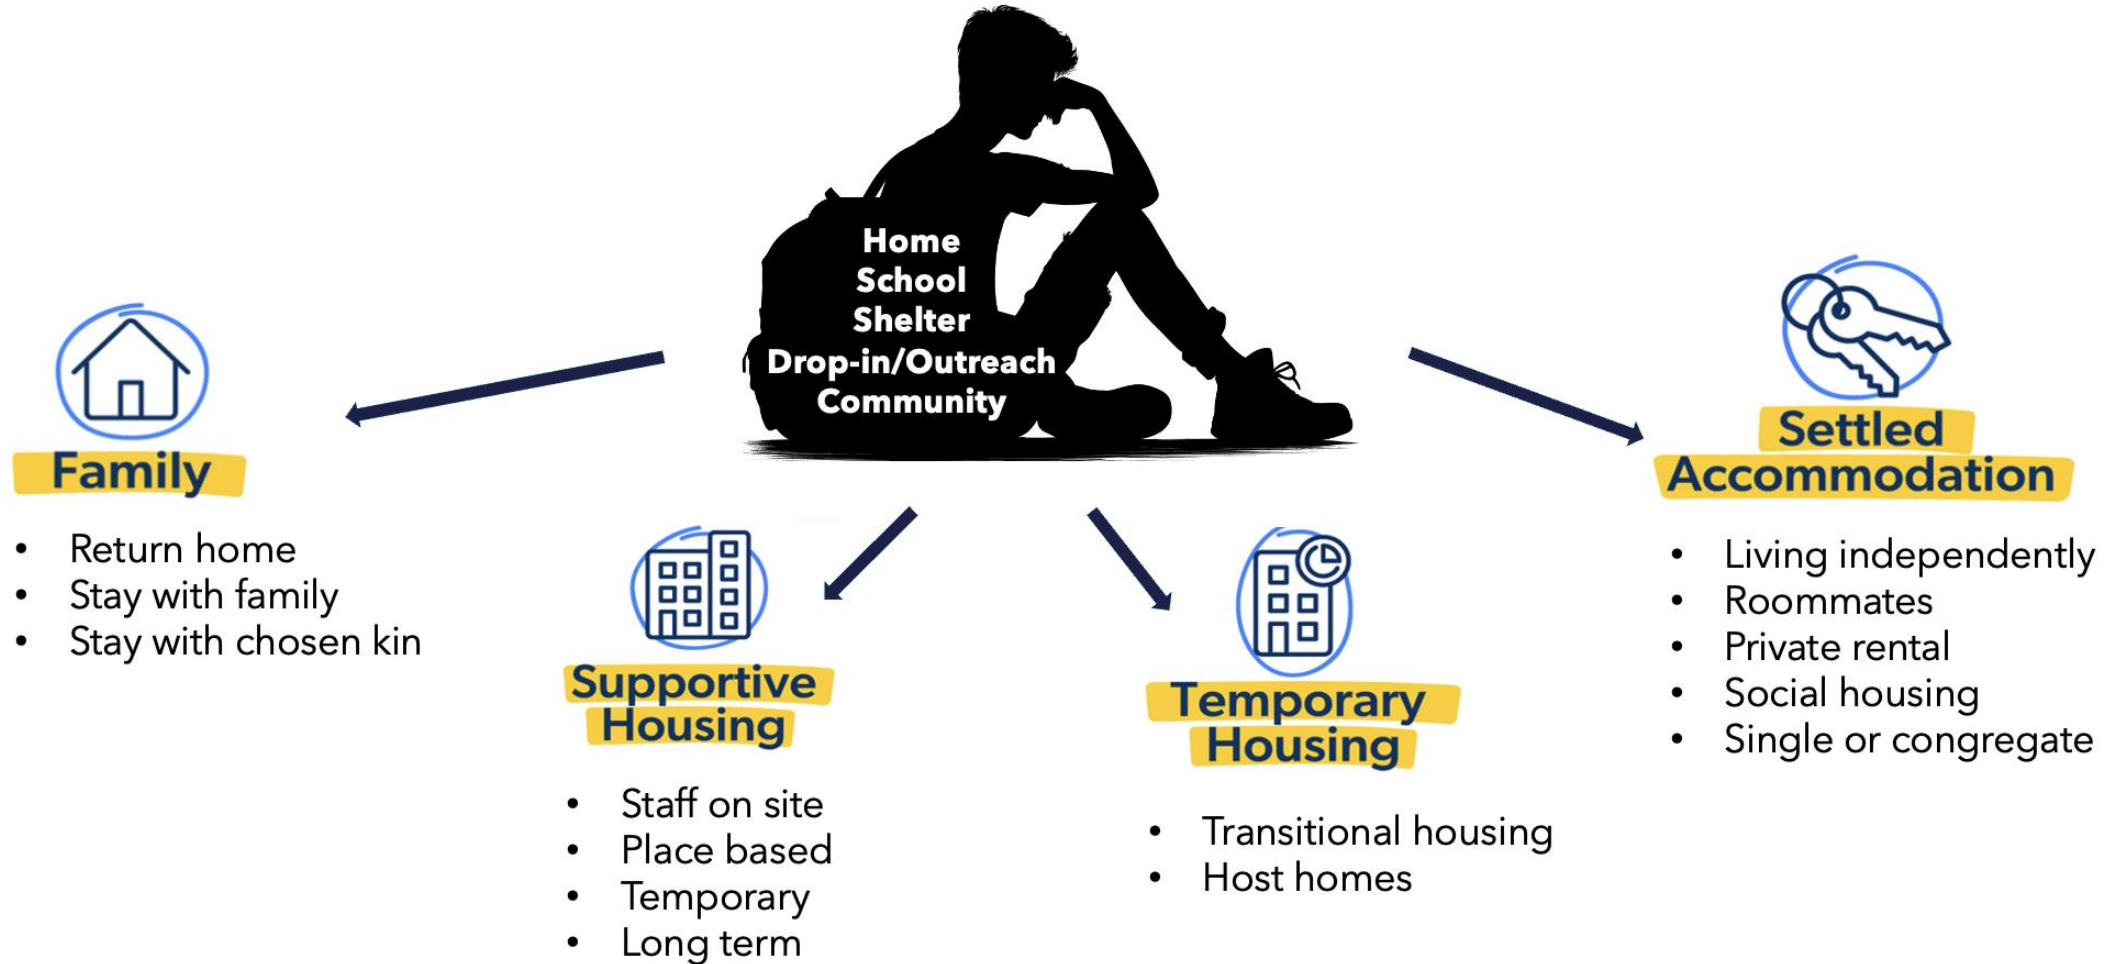 Home
School
Shelter
Drop-in/Outreach
Community
Family
• Return home
• Stay with family
• Stay with chosen kin
Supportive
Housing
• Staff on site
• Place based
• Temporary
• Long term
Temporary
Housing
• Transitional housing
• Host homes
Settled
Accommodation
• Living independently
• Roommates
• Private rental
• Social housing
• Single or congregate